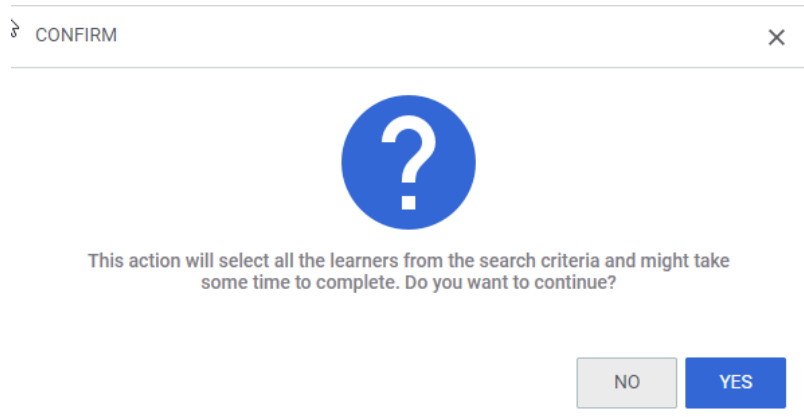 CONFIRM
This action will select all the learners from the search criteria and might take
some time to complete. Do you want to continue?
NO
YES